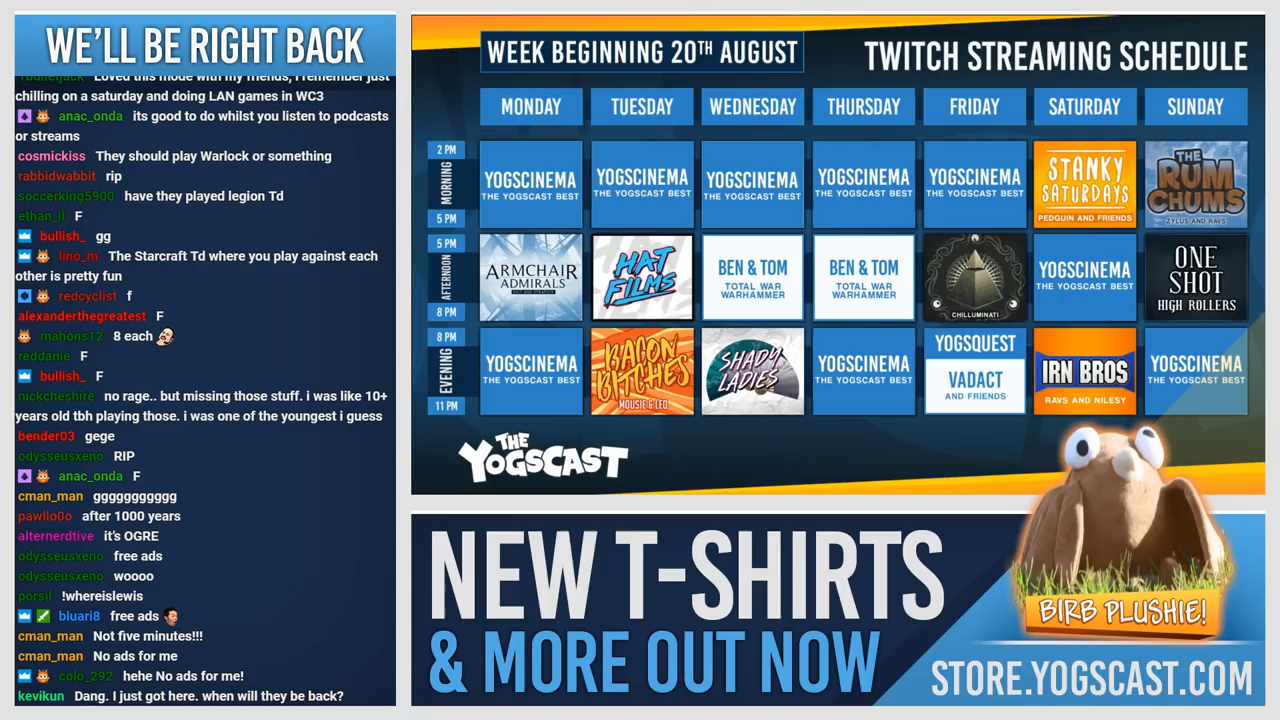 WE'LL BE RIGHT BACK
Loved this mode with my friends, I remember just
chilling on a saturday and doing LAN games in WC3
anac_onda its good to do whilst you listen to podcasts
or streams
cosmickiss They should play Warlock or something
rabbidwabbit rip
soccerking5900 have they played legion Td
ethan_ll F
bullish_ gg
lino_m The Starcraft Td where you play against each
other is pretty fun
redcyclist f
alexanderthegreatest F
mahons12 8 each
reddanie F
bullish_ F
nickcheshire no rage.. but missing those stuff. i was like 10+
years old tbh playing those. i was one of the youngest i guess
bender03 gege
odysseusxeno RIP
anac_onda F
cman_man ggggggggggg
pawllo0o after 1000 years
alternerdtive it's OGRE
odysseusxeno free ads
odysseusxeno woooo
porsil !whereislewis
bluari8 free ads
cman_man Not five minutes!!!
cman_man No ads for me
colo_292 hehe No ads for me!
kevikun Dang. I just got here. when will they be back?
WEEK BEGINNING 20TH AUGUST
TWITCH STREAMING SCHEDULE
MONDAY TUESDAY WEDNESDAY THURSDAY FRIDAY SATURDAY SUNDAY
2 PM
MORNING
5 PM
YOGSCINEMA
THE YOGSCAST BEST
YOGSCINEMA
THE YOGSCAST BEST
YOGSCINEMA
THE YOGSCAST BEST
YOGSCINEMA
THE YOGSCAST BEST
YOGSCINEMA
THE YOGSCAST BEST
STANKY
SATURDAYS
PEDGUIN AND FRIENDS
THE
RUM
CHUMS
ZYLUS AND RAVS
5 PM
AFTERNOON
8 PM
ARMCHAIR
ADMIRALS
HAT
FILMS
BEN & TOM
TOTAL WAR
WARHAMMER
BEN & TOM
TOTAL WAR
WARHAMMER
CHILLUMINATI
YOGSCINEMA
THE YOGSCAST BEST
ONE
SHOT
HIGH ROLLERS
8 PM
EVENING
11 PM
YOGSCINEMA
THE YOGSCAST BEST
BACON
BITCHES
MOUSIE & LEO
SHADY
LADIES
YOGSCINEMA
THE YOGSCAST BEST
YOGSQUEST
VADACT
AND FRIENDS
IRN BROS
RAVS AND NILESY
YOGSCINEMA
THE YOGSCAST BEST
THE
YOGSCAST
NEW T-SHIRTS
& MORE OUT NOW
BIRB PLUSHIE!
STORE.YOGSCAST.COM